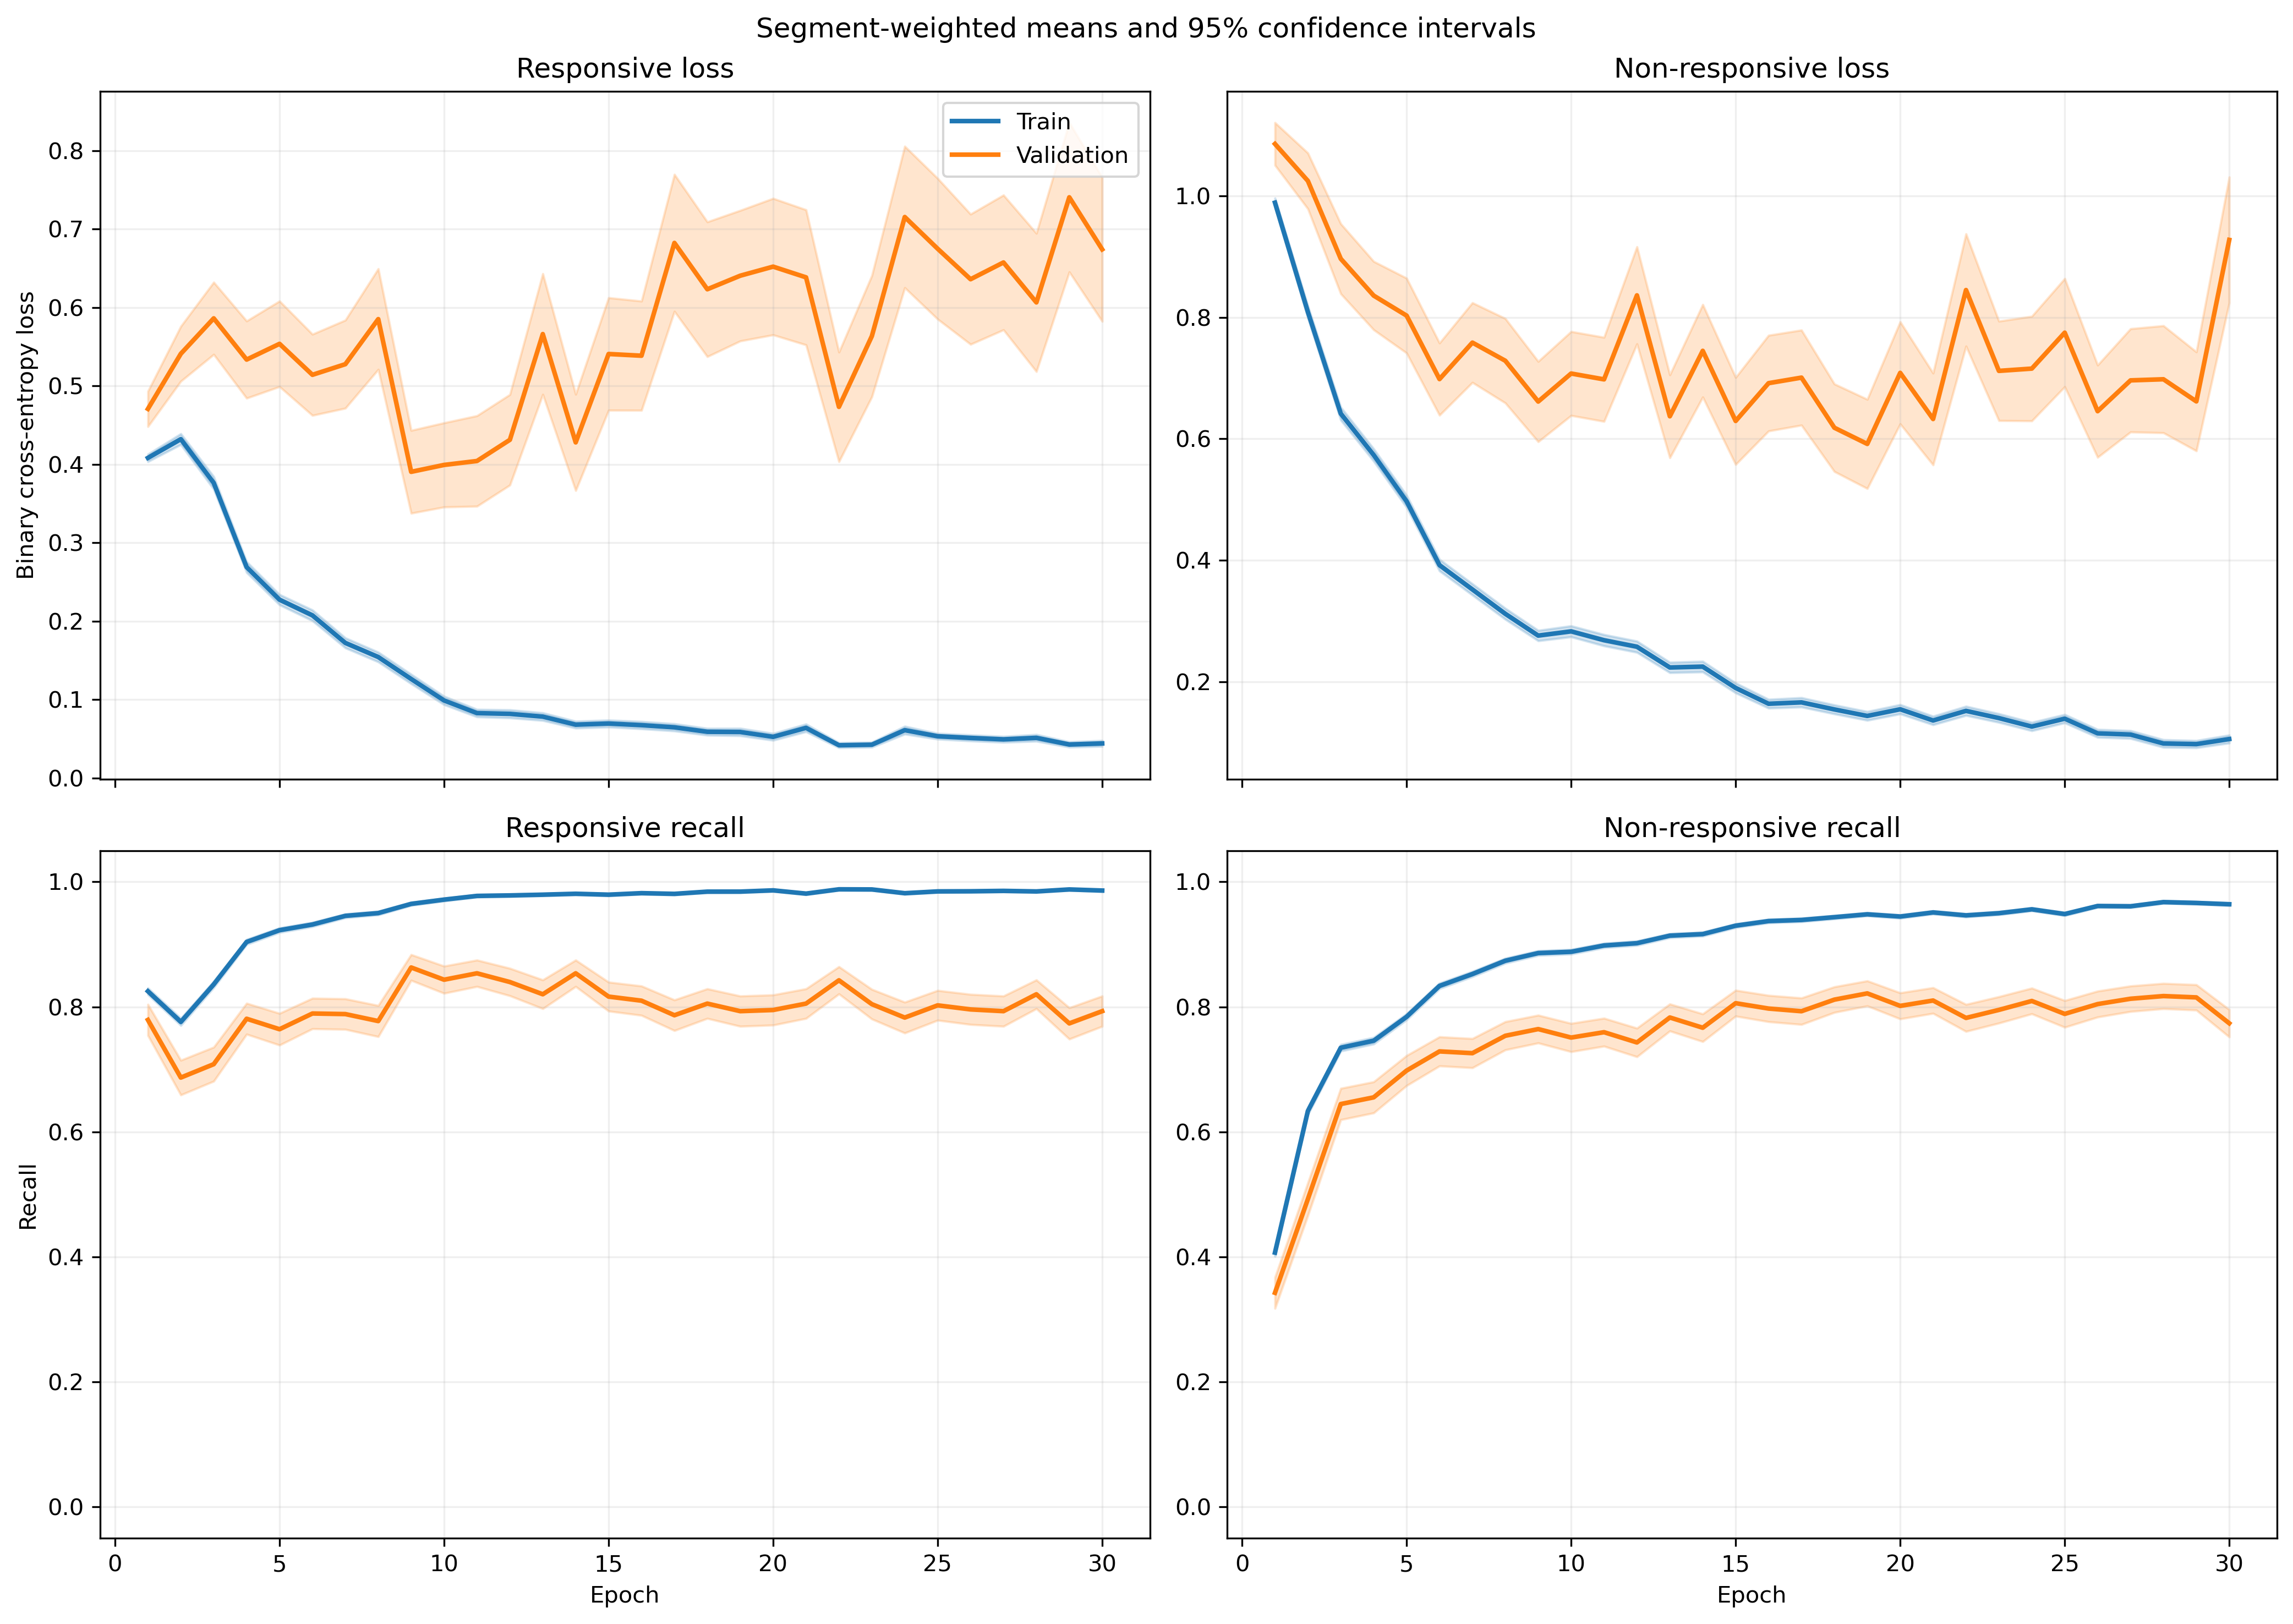 Segment-weighted means and 95% confidence intervals
Responsive loss
Non-responsive loss
Train
Validation
Binary cross-entropy loss
0.8
0.7
0.6
0.5
0.4
0.3
0.2
0.1
0.0
1.0
0.8
0.6
0.4
0.2
Responsive recall
Non-responsive recall
Recall
1.0
0.8
0.6
0.4
0.2
0.0
0 5 10 15 20 25 30
Epoch
1.0
0.8
0.6
0.4
0.2
0.0
0 5 10 15 20 25 30
Epoch